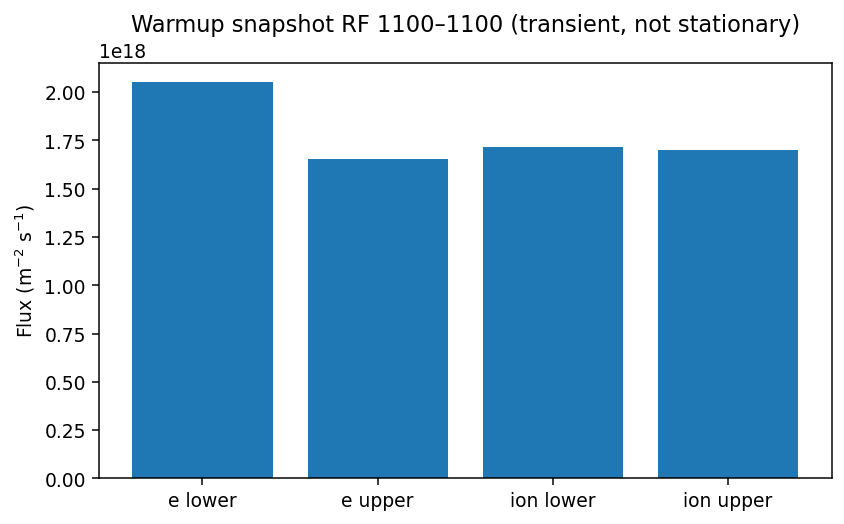 Warmup snapshot RF 1100–1100 (transient, not stationary)
1e18
Flux (m⁻² s⁻¹)
2.00
1.75
1.50
1.25
1.00
0.75
0.50
0.25
0.00
e lower
e upper
ion lower
ion upper